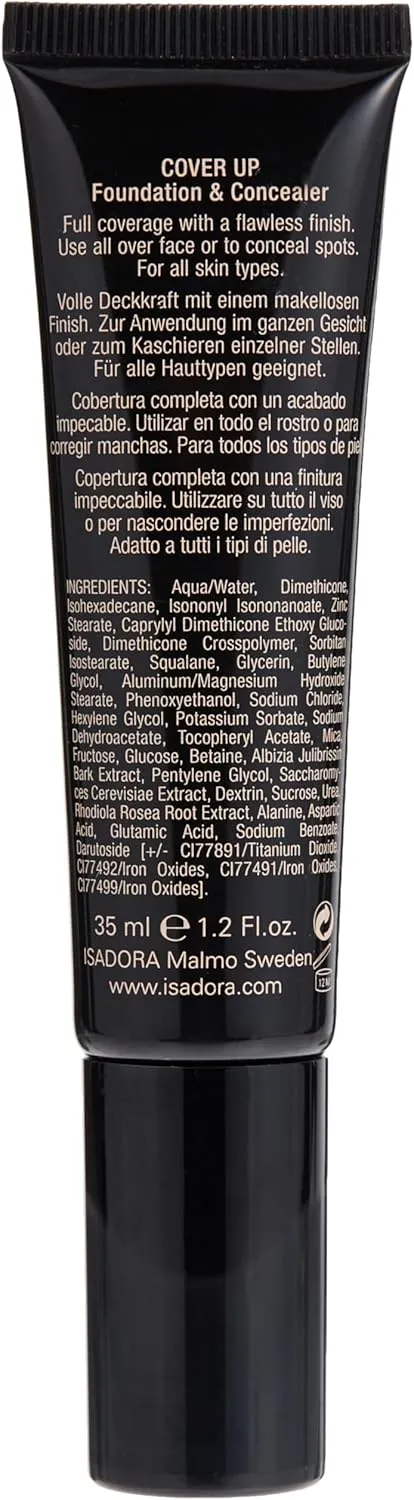 COVER UP
Foundation & Concealer
Full coverage with a flawless finish.
Use all over face or to conceal spots.
For all skin types.
Volle Deckkraft mit einem makellosen
Finish. Zur Anwendung im ganzen Gesicht
oder zum Kaschieren einzelner Stellen.
Für alle Hauttypen geeignet.
Cobertura completa con un acabado
impecable. Utilizar en todo el rostro o para
corregir manchas. Para todos los tipos de piel
Copertura completa con una finitura
impeccabile. Utilizzare su tutto il viso
o per nascondere le imperfezioni.
Adatto a tutti i tipi di pelle.
INGREDIENTS: Aqua/Water, Dimethicone,
Isohexadecane, Isononyl Isononanoate, Zinc
Stearate, Caprylyl Dimethicone Ethoxy Gluco-
side, Dimethicone Crosspolymer, Sorbitan
Isostearate, Squalane, Glycerin, Butylene
Glycol, Aluminum/Magnesium Hydroxide
Stearate, Phenoxyethanol, Sodium Chloride,
Hexylene Glycol, Potassium Sorbate, Sodium
Dehydroacetate, Tocopheryl Acetate, Mica,
Fructose, Glucose, Betaine, Albizia Julibrissin
Bark Extract, Pentylene Glycol, Saccharomy-
ces Cerevisiae Extract, Dextrin, Sucrose, Urea,
Rhodiola Rosea Root Extract, Alanine, Aspartic
Acid, Glutamic Acid, Sodium Benzoate,
Darutoside [+/- CI77891/Titanium Dioxide,
CI77492/Iron Oxides, CI77491/Iron Oxides,
CI77499/Iron Oxides].
35 ml e 1.2 Fl.oz.
ISADORA Malmo Sweden
12M
www.isadora.com